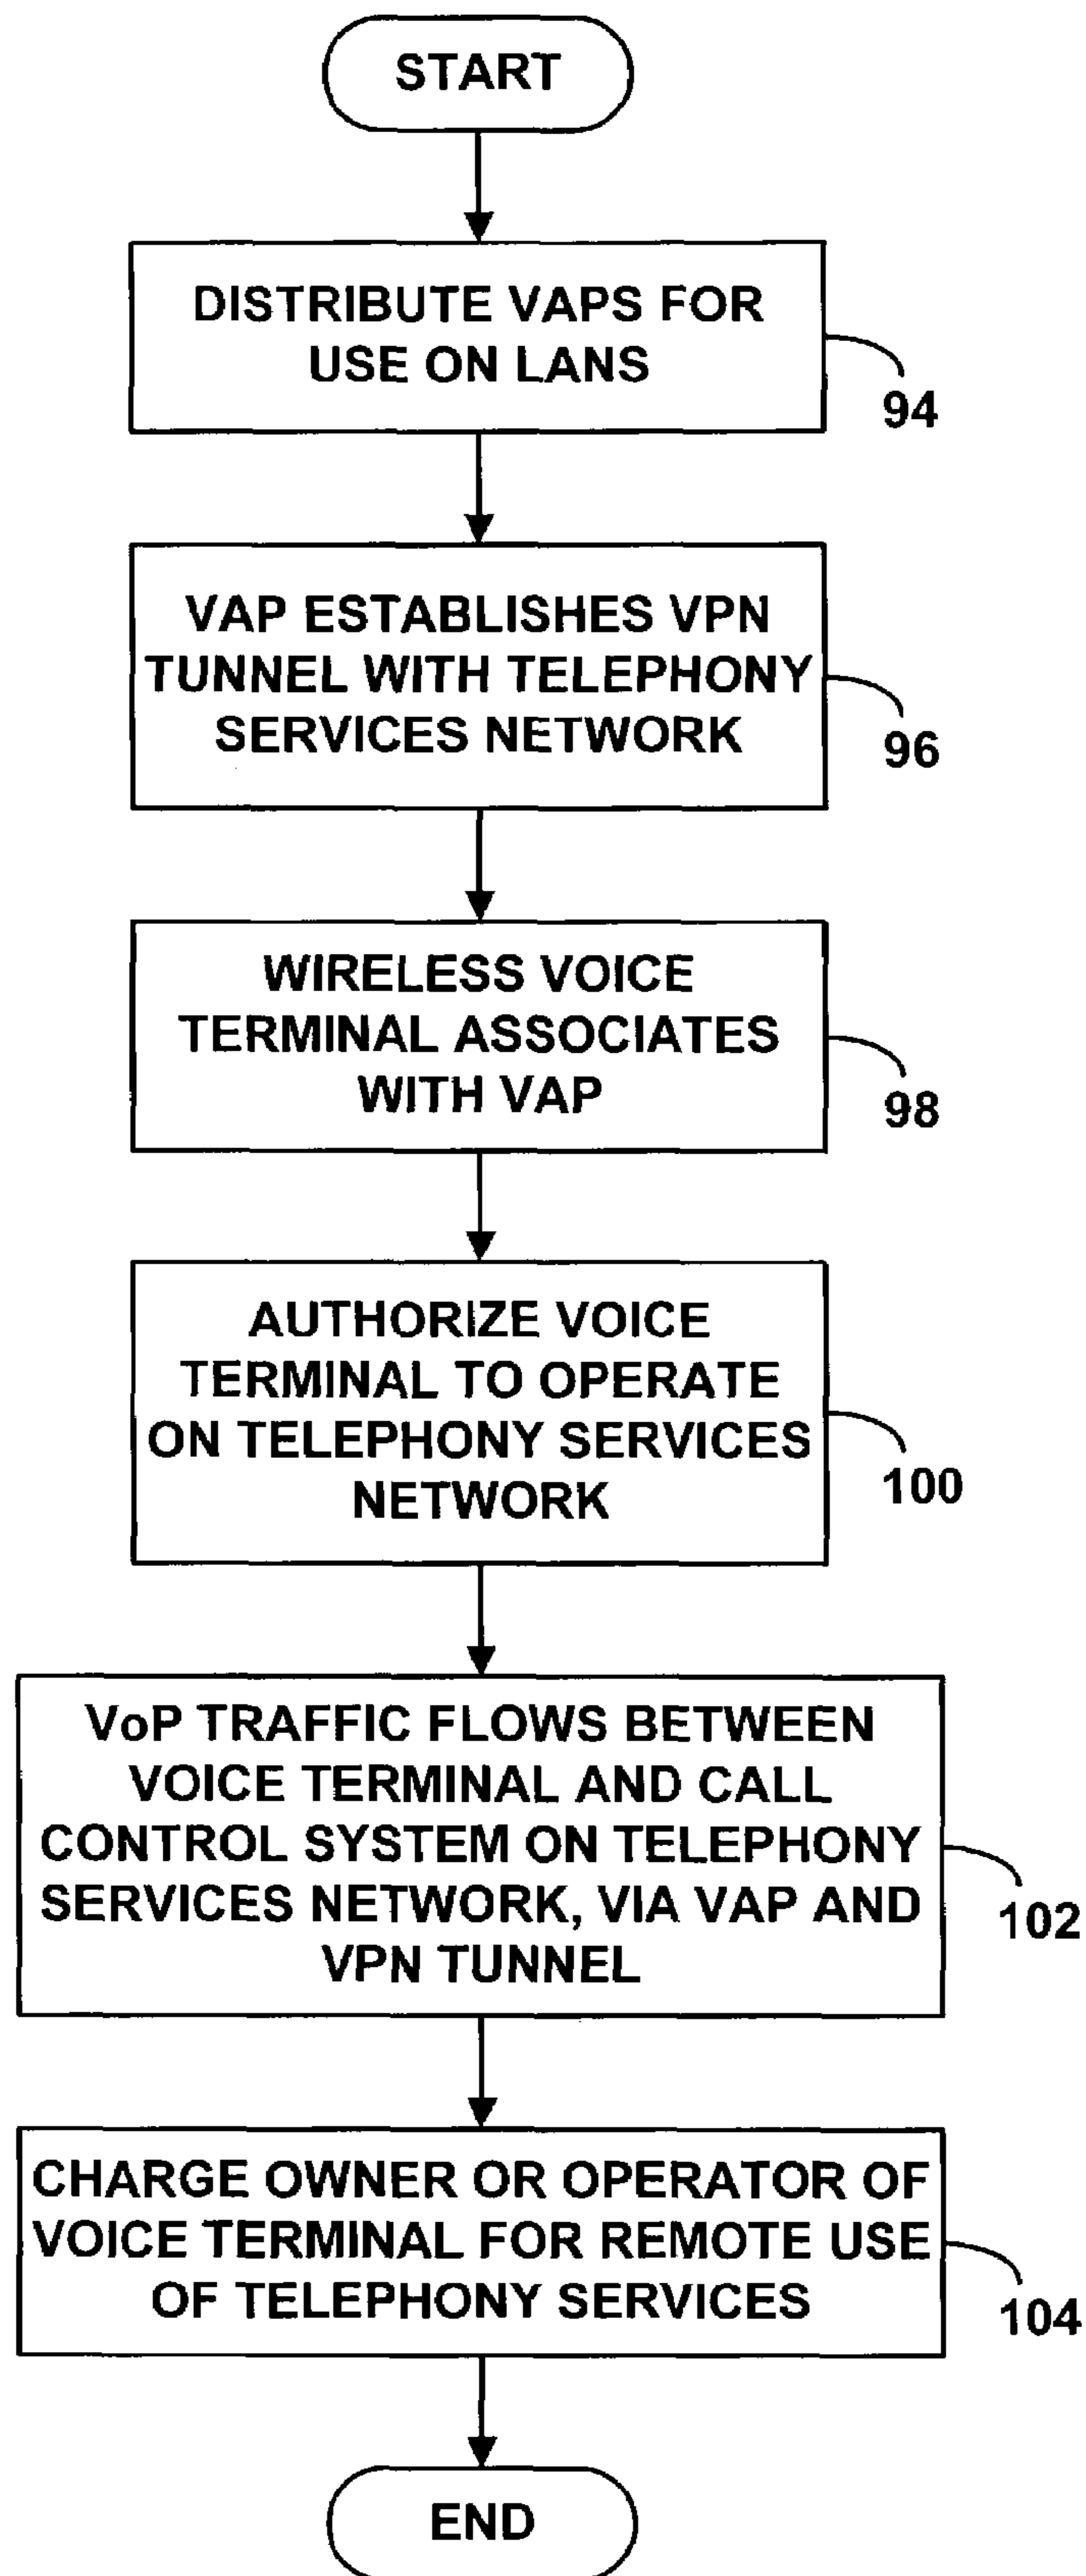 START
DISTRIBUTE VAPS FOR
USE ON LANS
94
VAP ESTABLISHES VPN
TUNNEL WITH TELEPHONY
SERVICES NETWORK
96
WIRELESS VOICE
TERMINAL ASSOCIATES
WITH VAP
98
AUTHORIZE VOICE
TERMINAL TO OPERATE
ON TELEPHONY SERVICES
NETWORK
100
VoP TRAFFIC FLOWS BETWEEN
VOICE TERMINAL AND CALL
CONTROL SYSTEM ON TELEPHONY
SERVICES NETWORK, VIA VAP AND
VPN TUNNEL
102
CHARGE OWNER OR OPERATOR OF
VOICE TERMINAL FOR REMOTE USE
OF TELEPHONY SERVICES
104
END